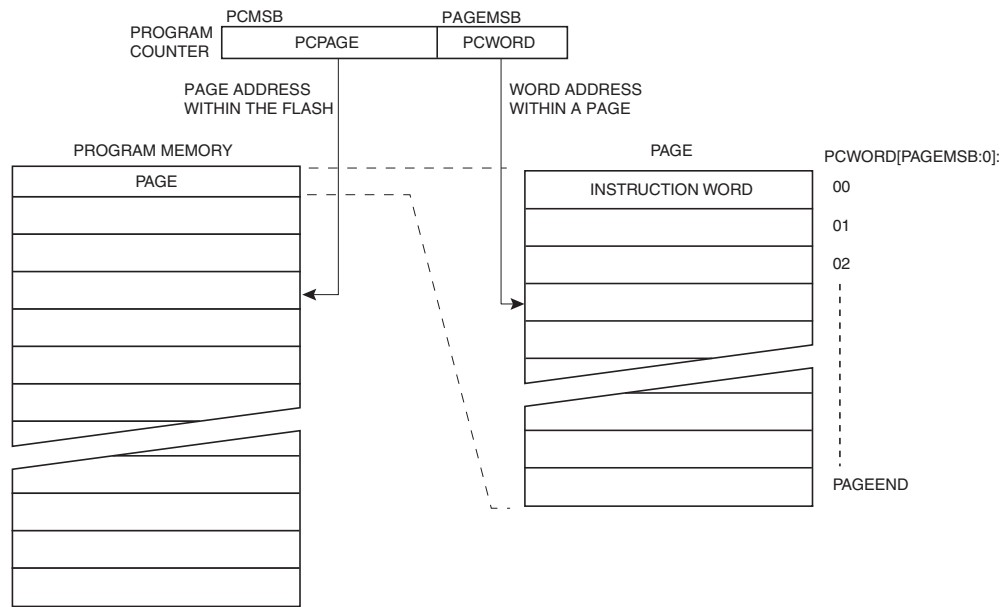 PCMSB PAGEMSB
PROGRAM
COUNTER
PCPAGE PCWORD
PAGE ADDRESS
WITHIN THE FLASH
WORD ADDRESS
WITHIN A PAGE
PROGRAM MEMORY
PAGE
PAGE
INSTRUCTION WORD
PCWORD[PAGEMSB:0]:
00
01
02
PAGEEND